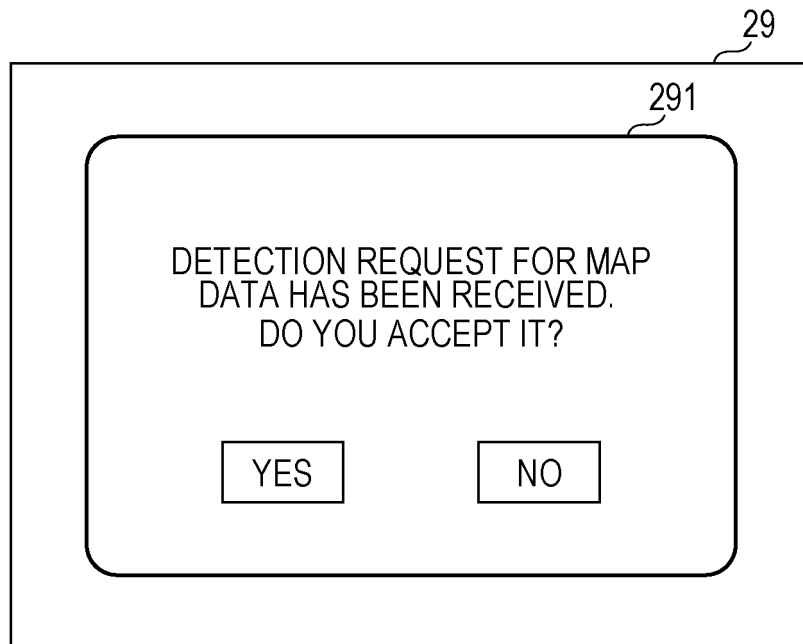 29
291
DETECTION REQUEST FOR MAP
DATA HAS BEEN RECEIVED.
DO YOU ACCEPT IT?
YES NO